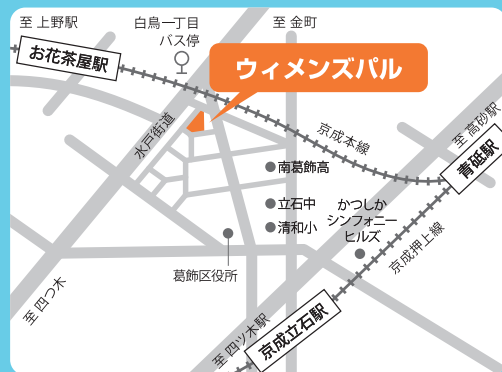 至 上野駅
白鳥一丁目
バス停
至 金町
お花茶屋駅
ウィメンズパル
水戸街道
京成本線
至 高砂駅
青砥駅
南葛飾高
立石中
清和小
かつしか
シンフォニー
ヒルズ
京成押上線
葛飾区役所
至 四つ木
至 四ツ木駅
京成立石駅